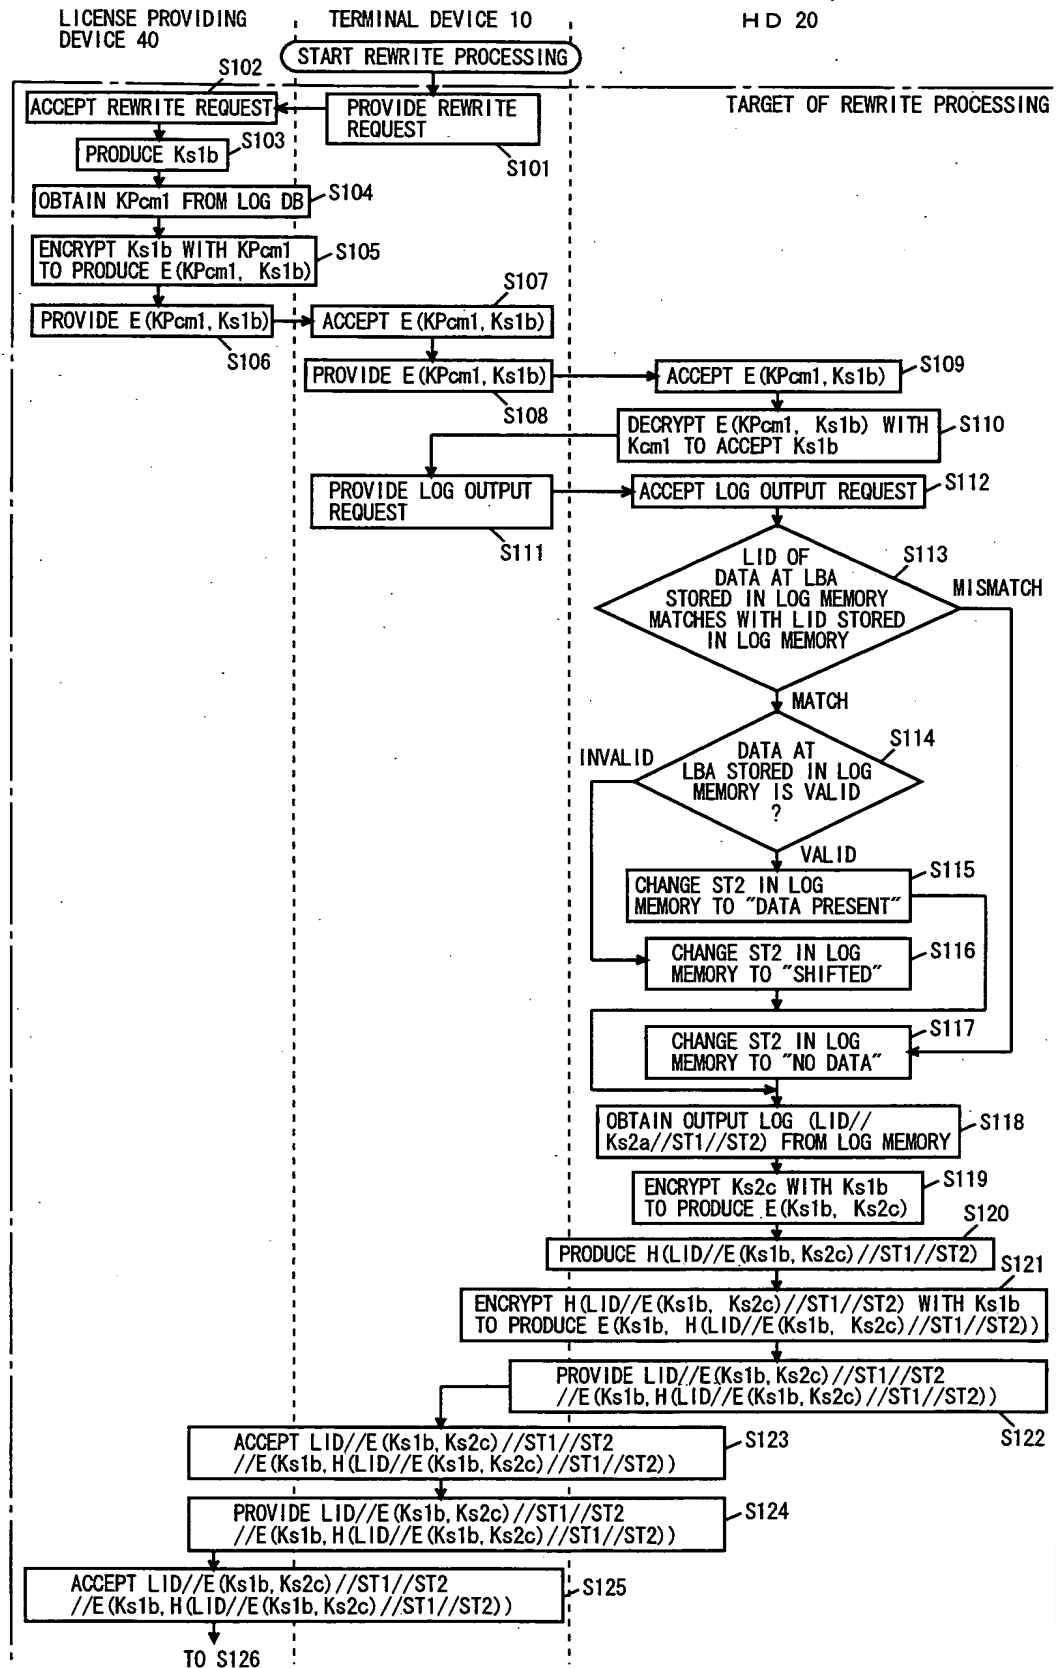 LICENSE PROVIDING
DEVICE 40
TERMINAL DEVICE 10
HD 20
START REWRITE PROCESSING
TARGET OF REWRITE PROCESSING
S102
ACCEPT REWRITE REQUEST
PROVIDE REWRITE
REQUEST
S101
S103
PRODUCE Ks1b
OBTAIN KPcm1 FROM LOG DB
S104
ENCRYPT Ks1b WITH KPcm1
TO PRODUCE E(KPcm1, Ks1b)
S105
S107
PROVIDE E(KPcm1, Ks1b)
S106
ACCEPT E(KPcm1, Ks1b)
PROVIDE E(KPcm1, Ks1b)
S108
ACCEPT E(KPcm1, Ks1b)
S109
DECRYPT E(KPcm1, Ks1b) WITH
Kcm1 TO ACCEPT Ks1b
S110
PROVIDE LOG OUTPUT
REQUEST
S111
ACCEPT LOG OUTPUT REQUEST
S112
LID OF
DATA AT LBA
STORED IN LOG MEMORY
MATCHES WITH LID STORED
IN LOG MEMORY
S113
MISMATCH
MATCH
DATA AT
LBA STORED IN LOG
MEMORY IS VALID
?
S114
INVALID
VALID
CHANGE ST2 IN LOG
MEMORY TO "DATA PRESENT"
S115
CHANGE ST2 IN LOG
MEMORY TO "SHIFTED"
S116
CHANGE ST2 IN LOG
MEMORY TO "NO DATA"
S117
OBTAIN OUTPUT LOG (LID//
Ks2a//ST1//ST2) FROM LOG MEMORY
S118
ENCRYPT Ks2c WITH Ks1b
TO PRODUCE E(Ks1b, Ks2c)
S119
S120
PRODUCE H(LID//E(Ks1b, Ks2c)//ST1//ST2)
S121
ENCRYPT H(LID//E(Ks1b, Ks2c)//ST1//ST2) WITH Ks1b
TO PRODUCE E(Ks1b, H(LID//E(Ks1b, Ks2c)//ST1//ST2))
PROVIDE LID//E(Ks1b, Ks2c)//ST1//ST2
//E(Ks1b, H(LID//E(Ks1b, Ks2c)//ST1//ST2))
S122
ACCEPT LID//E(Ks1b, Ks2c)//ST1//ST2
//E(Ks1b, H(LID//E(Ks1b, Ks2c)//ST1//ST2))
S123
PROVIDE LID//E(Ks1b, Ks2c)//ST1//ST2
//E(Ks1b, H(LID//E(Ks1b, Ks2c)//ST1//ST2))
S124
ACCEPT LID//E(Ks1b, Ks2c)//ST1//ST2
//E(Ks1b, H(LID//E(Ks1b, Ks2c)//ST1//ST2))
S125
TO S126